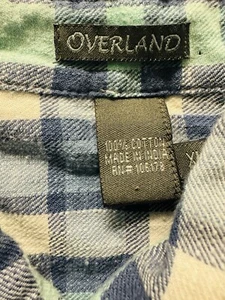 OVERLAND
100% COTTON
MADE IN INDIA
RN# 106178